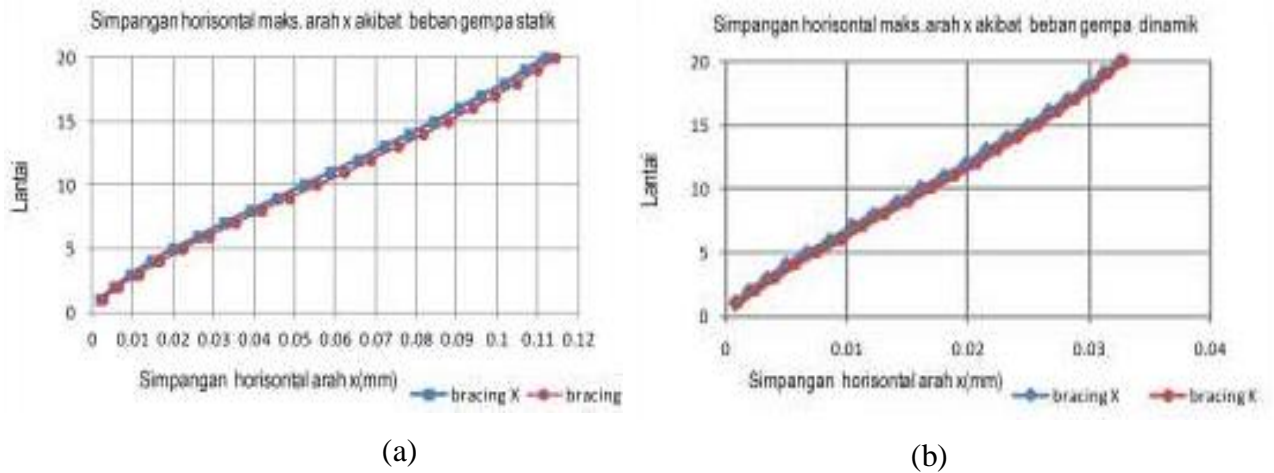 Simpangan horisontal maks. arah x akibat beban gempa statik
20
15
10
5
0
Lantai
0 0.01 0.02 0.03 0.04 0.05 0.06 0.07 0.08 0.09 0.1 0.11 0.12
Simpangan horisontal arah x(mm)
bracing X bracing
(a)
Simpangan horisontal maks.arah x akibat beban gempa dinamik
20
15
10
5
0
Lantai
0 0.01 0.02 0.03 0.04
Simpangan horisontal arah x(mm)
bracing X bracing K
(b)